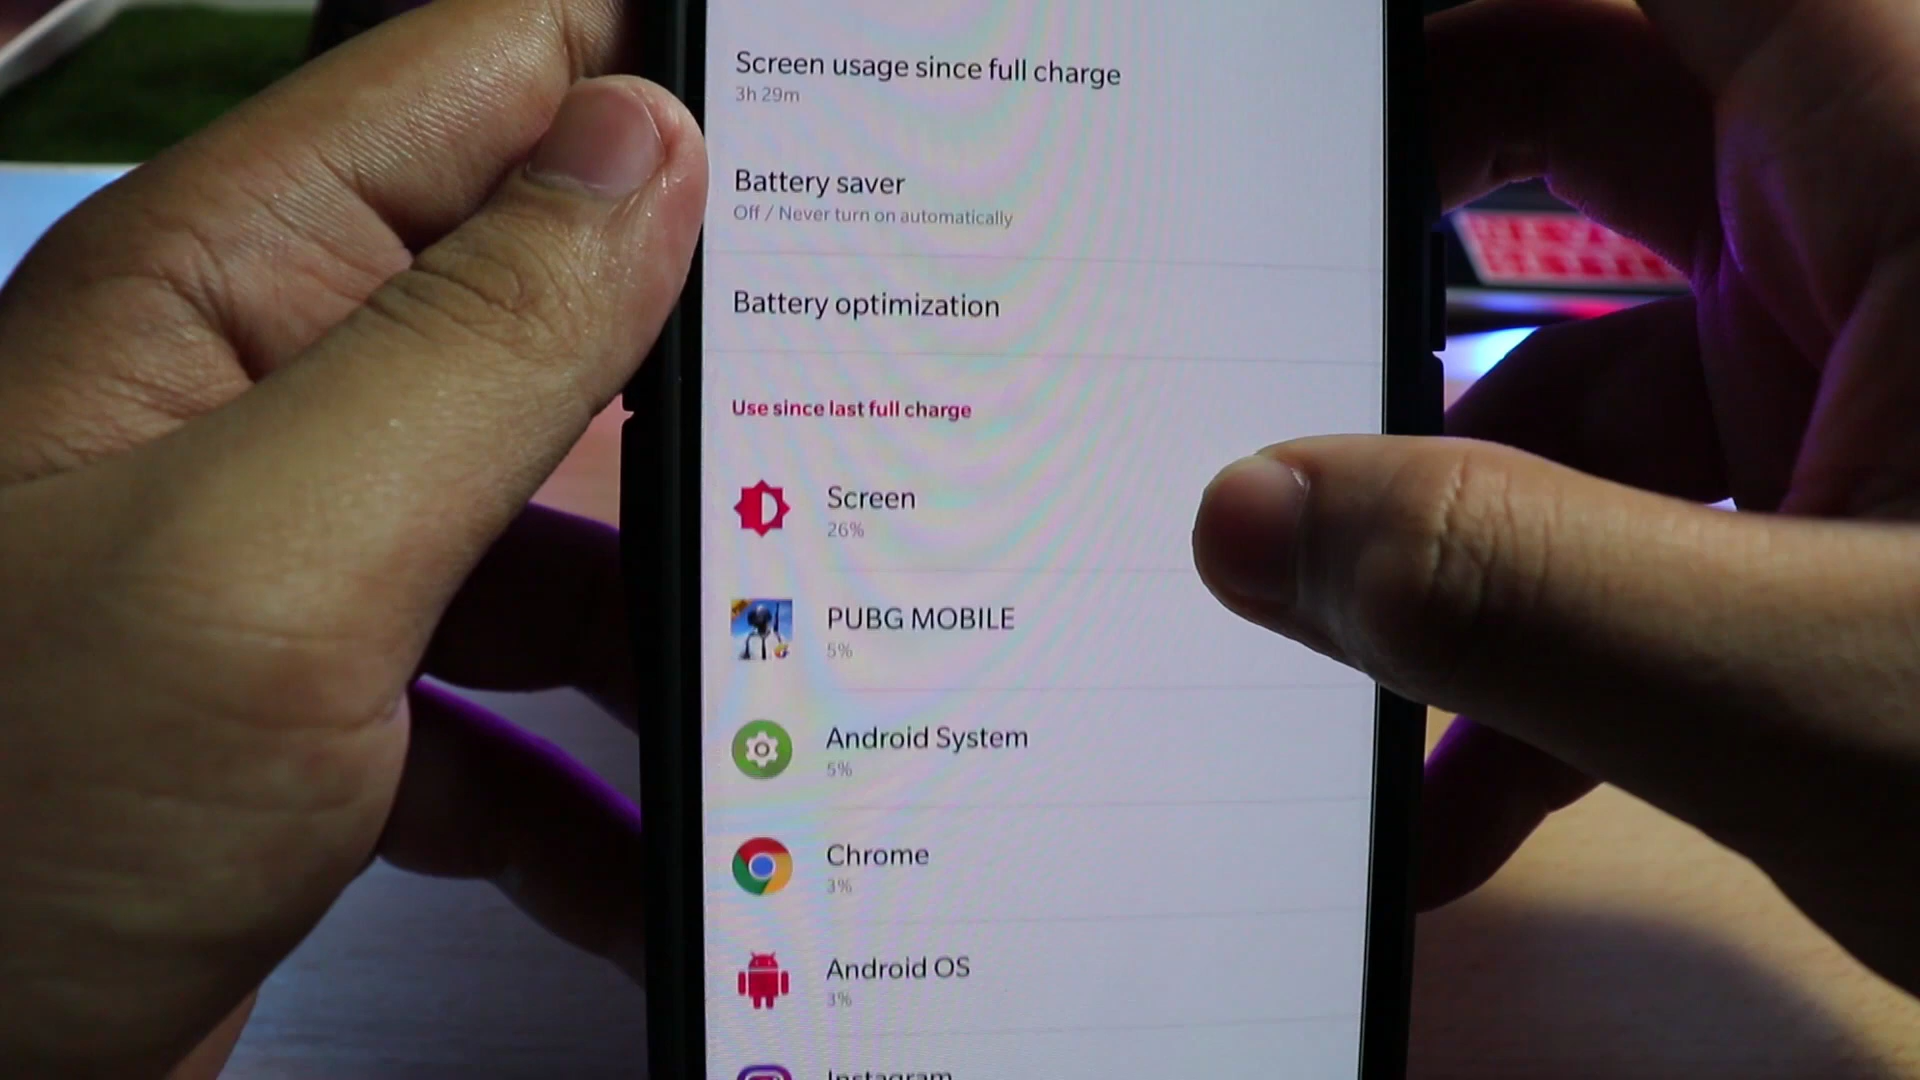 Screen usage since full charge
3h 29m
Battery saver
Off / Never turn on automatically
Battery optimization
Use since last full charge
Screen
26%
PUBG MOBILE
5%
Android System
5%
Chrome
3%
Android OS
3%
Instagram